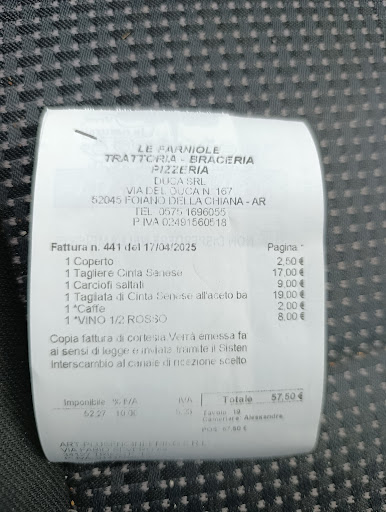 LE FARNIOLE
TRATTORIA - BRACERIA
PIZZERIA
DUCA SRL
VIA DEL DUCA N. 167
52045 FOIANO DELLA CHIANA - AR
TEL. 0575 1696055
P.IVA 02491560518
Fattura n. 441 del 17/04/2025 Pagina
1 Coperto 2,50 €
1 Tagliere Cinta Senese 17,00 €
1 Carciofi saltati 9,00 €
1 Tagliata di Cinta Senese all'aceto ba 19,00 €
1 *Caffe 2,00 €
1 *VINO 1/2 ROSSO 8,00 €
Copia fattura di cortesia. Verrà emessa fa
ai sensi di legge e inviata tramite il Sistem
Interscambio al canale di ricezione scelto
Imponibile % IVA IVA Totale 57,50 €
52,27 10,00 Tavolo: 19
Cameriere: Alessandra,
57,50 €